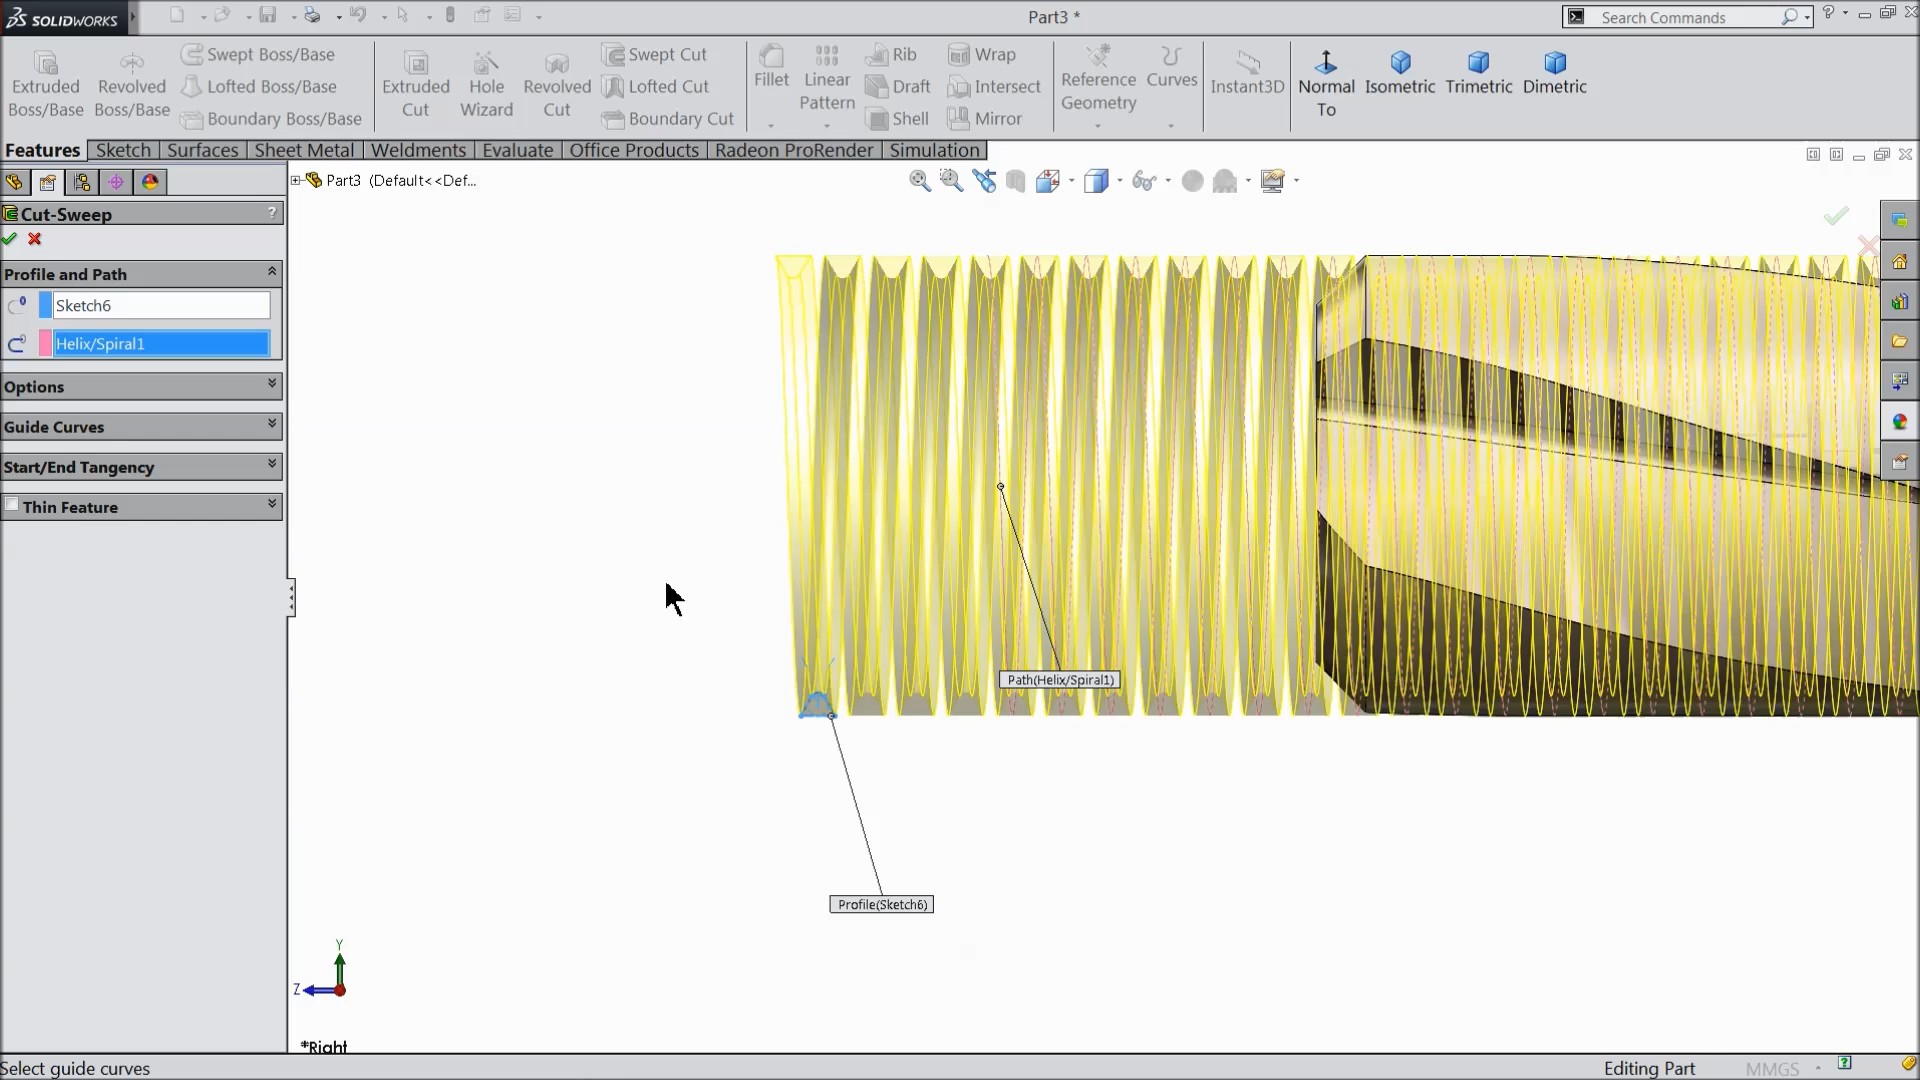 SOLIDWORKS
Part3 *
Search Commands
Extruded Boss/Base
Revolved Boss/Base
Swept Boss/Base
Lofted Boss/Base
Boundary Boss/Base
Extruded Cut
Hole Wizard
Revolved Cut
Swept Cut
Lofted Cut
Boundary Cut
Fillet
Linear Pattern
Rib
Draft
Shell
Wrap
Intersect
Mirror
Reference Geometry
Curves
Instant3D
Normal To
Isometric
Trimetric
Dimetric
Features
Sketch
Surfaces
Sheet Metal
Weldments
Evaluate
Office Products
Radeon ProRender
Simulation
Part3 (Default<<Def...
Cut-Sweep
?
Profile and Path
Sketch6
Helix/Spiral1
Options
Guide Curves
Start/End Tangency
Thin Feature
Path(Helix/Spiral1)
Profile(Sketch6)
Y
Z
*Right
Select guide curves
Editing Part
MMGS